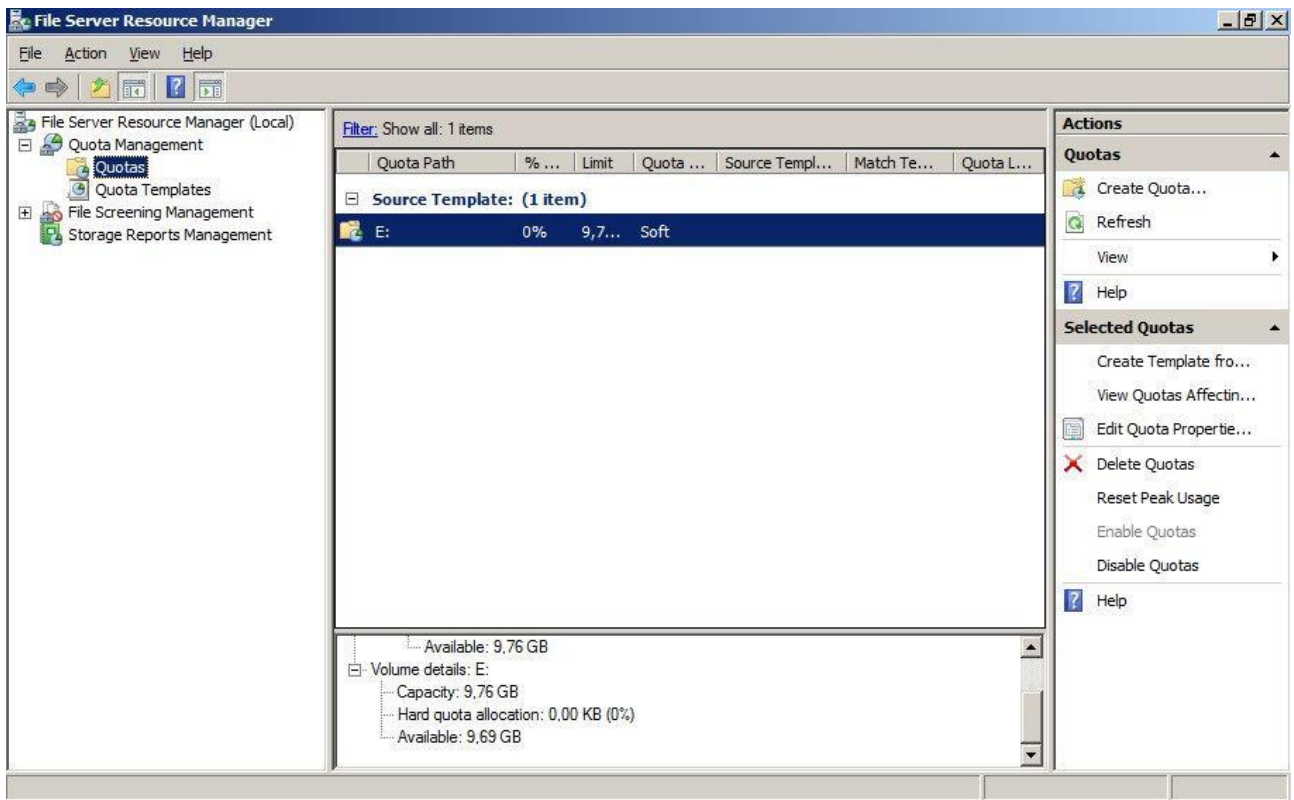 File Server Resource Manager
File Action View Help
File Server Resource Manager (Local)
Quota Management
Quotas
Quota Templates
File Screening Management
Storage Reports Management
Filter: Show all: 1 items
Quota Path % ... Limit Quota ... Source Templ... Match Te... Quota L...
Source Template: (1 item)
E: 0% 9,7... Soft
Available: 9,76 GB
Volume details: E:
Capacity: 9,76 GB
Hard quota allocation: 0,00 KB (0%)
Available: 9,69 GB
Actions
Quotas
Create Quota...
Refresh
View
Help
Selected Quotas
Create Template fro...
View Quotas Affectin...
Edit Quota Propertie...
Delete Quotas
Reset Peak Usage
Enable Quotas
Disable Quotas
Help